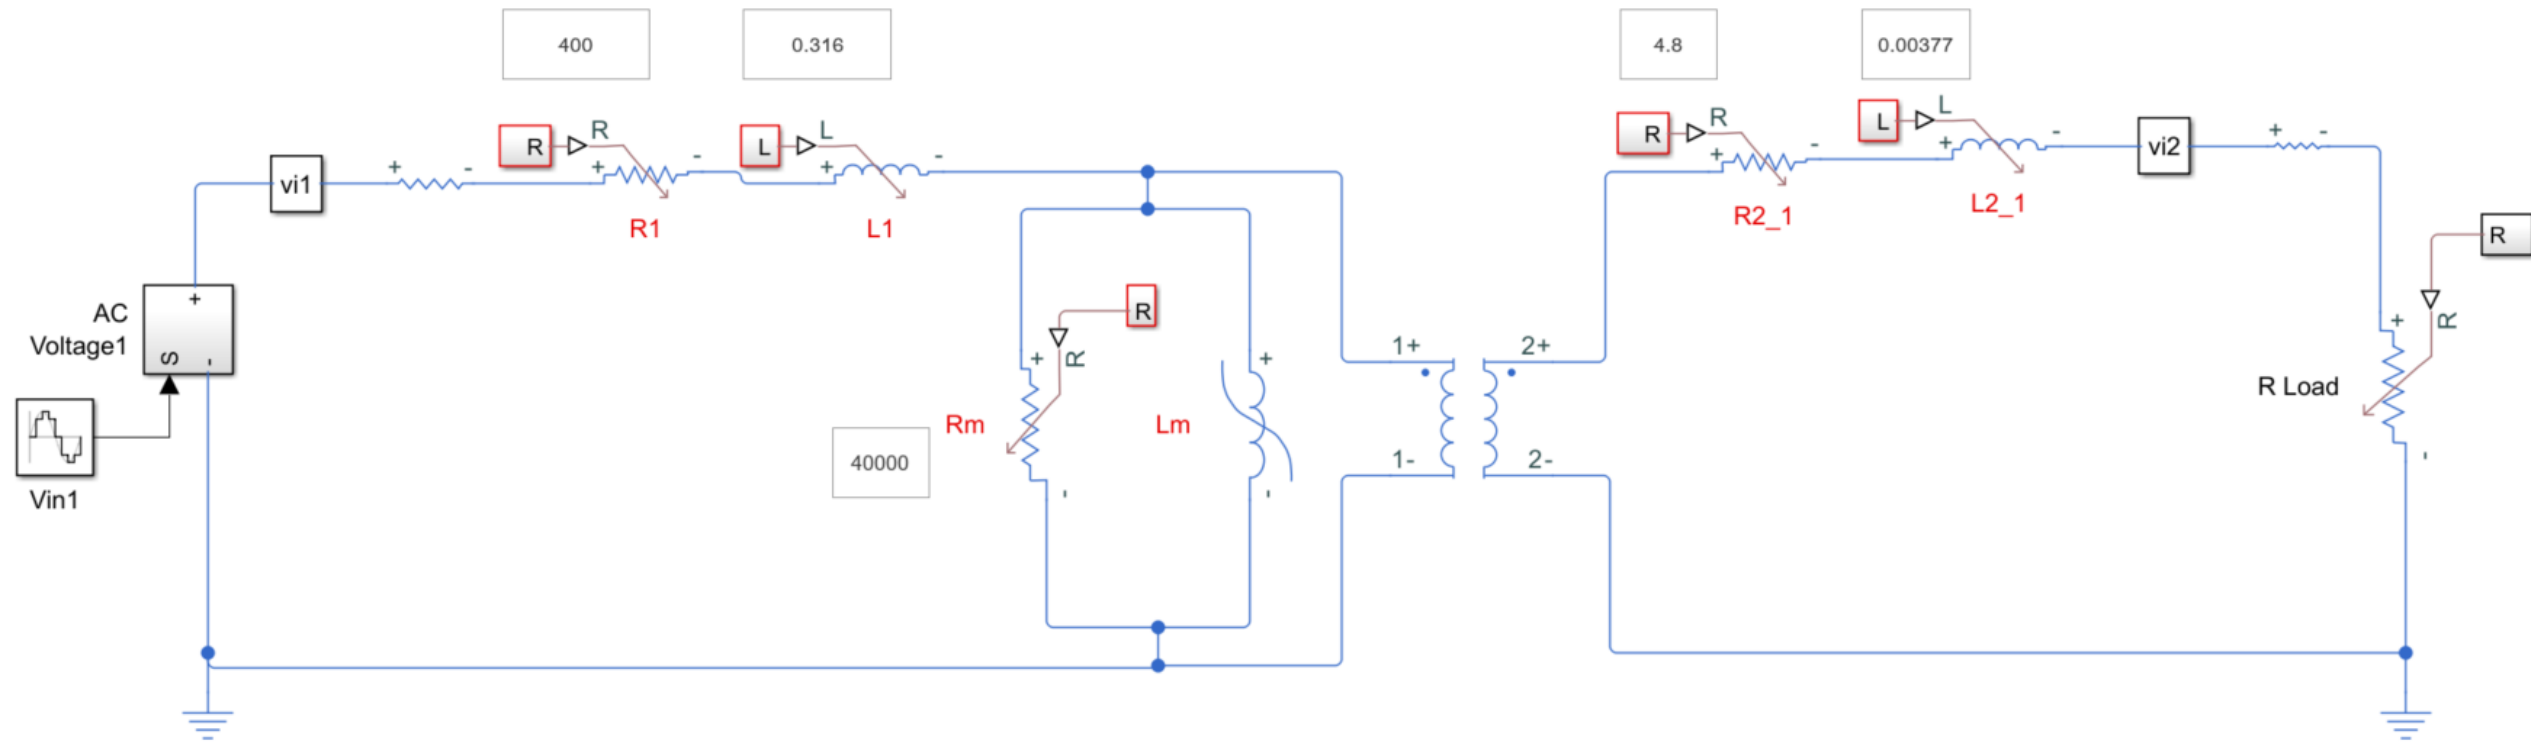 400
0.316
4.8
0.00377
R
R
L
L
R
R
L
L
vi1
+
-
+
-
+
-
vi2
+
-
+
-
+
-
R1
L1
R2_1
L2_1
R
AC
Voltage1
+
S
-
Vin1
R
R
+
-
Rm
40000
Lm
+
-
1+
1-
2+
2-
R
+
-
R Load